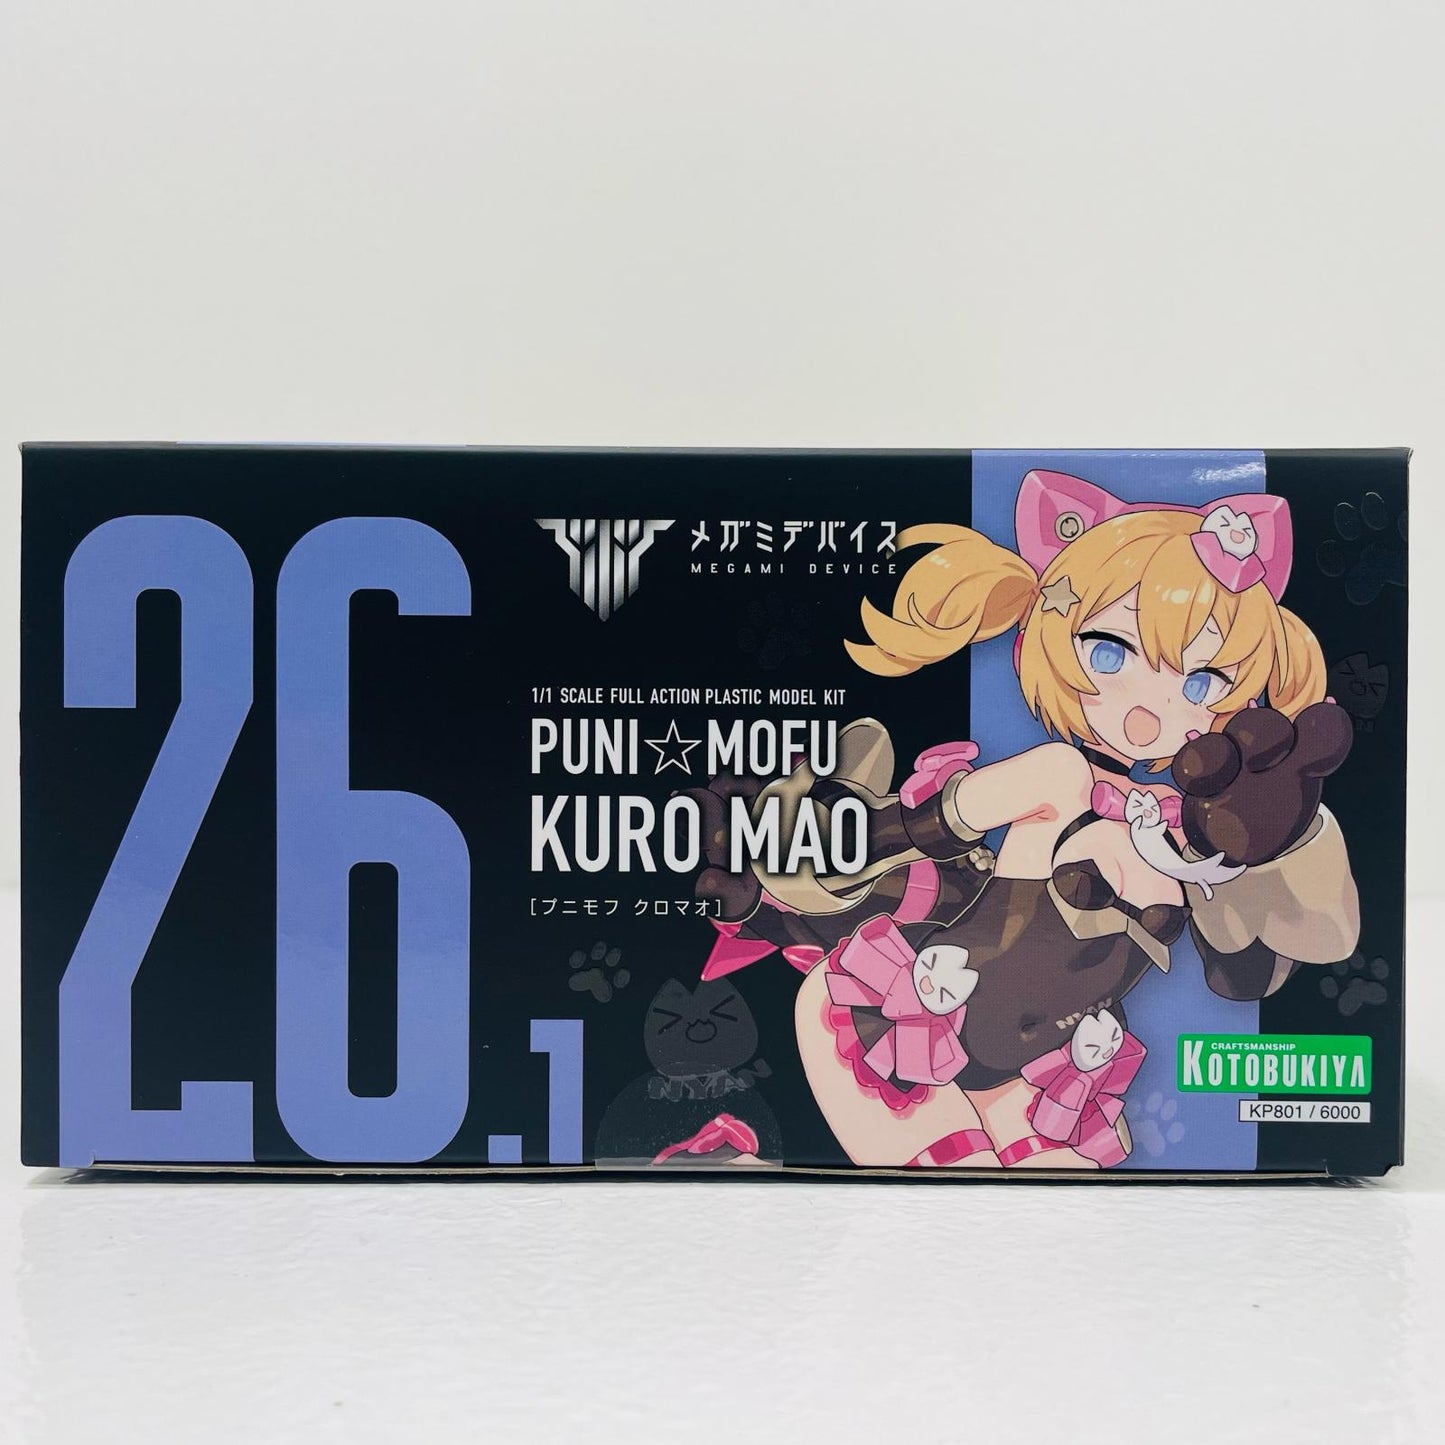 26.1
メガミデバイス
MEGAMI DEVICE
1/1 SCALE FULL ACTION PLASTIC MODEL KIT
PUNI☆MOFU
KURO MAO
[プニモフ クロマオ]
NYAN
NYAN
CRAFTSMANSHIP
KOTOBUKIYA
KP801 / 6000